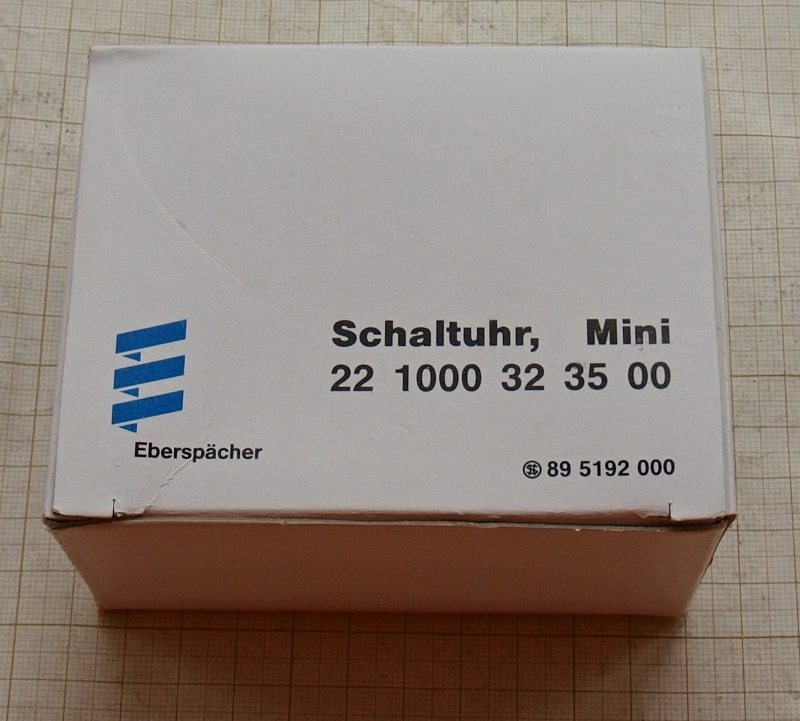 Schaltuhr, Mini
22 1000 32 35 00
Eberspächer
89 5192 000